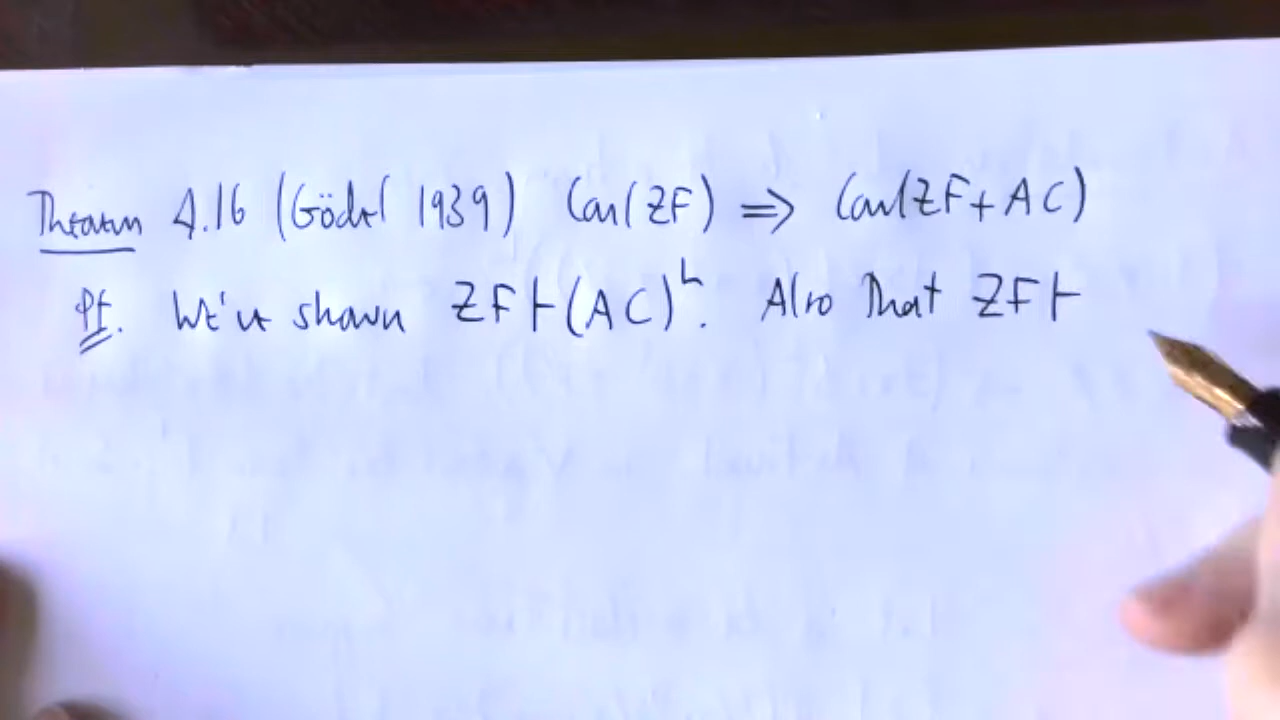 Theorem 4.16 (Gödel 1939) Con(ZF) ⇒ Con(ZF+AC)
Pf. We've shown ZF⊢(AC)ᴸ. Also that ZF⊢